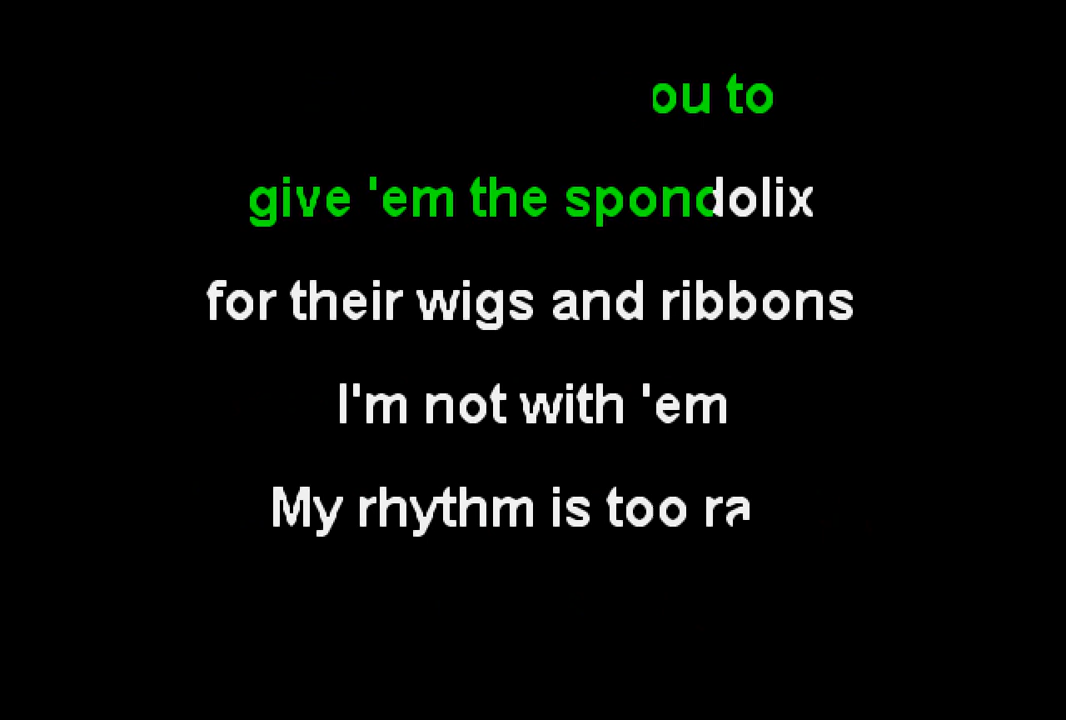 ou to
give 'em the spondolix
for their wigs and ribbons
I'm not with 'em
My rhythm is too ra